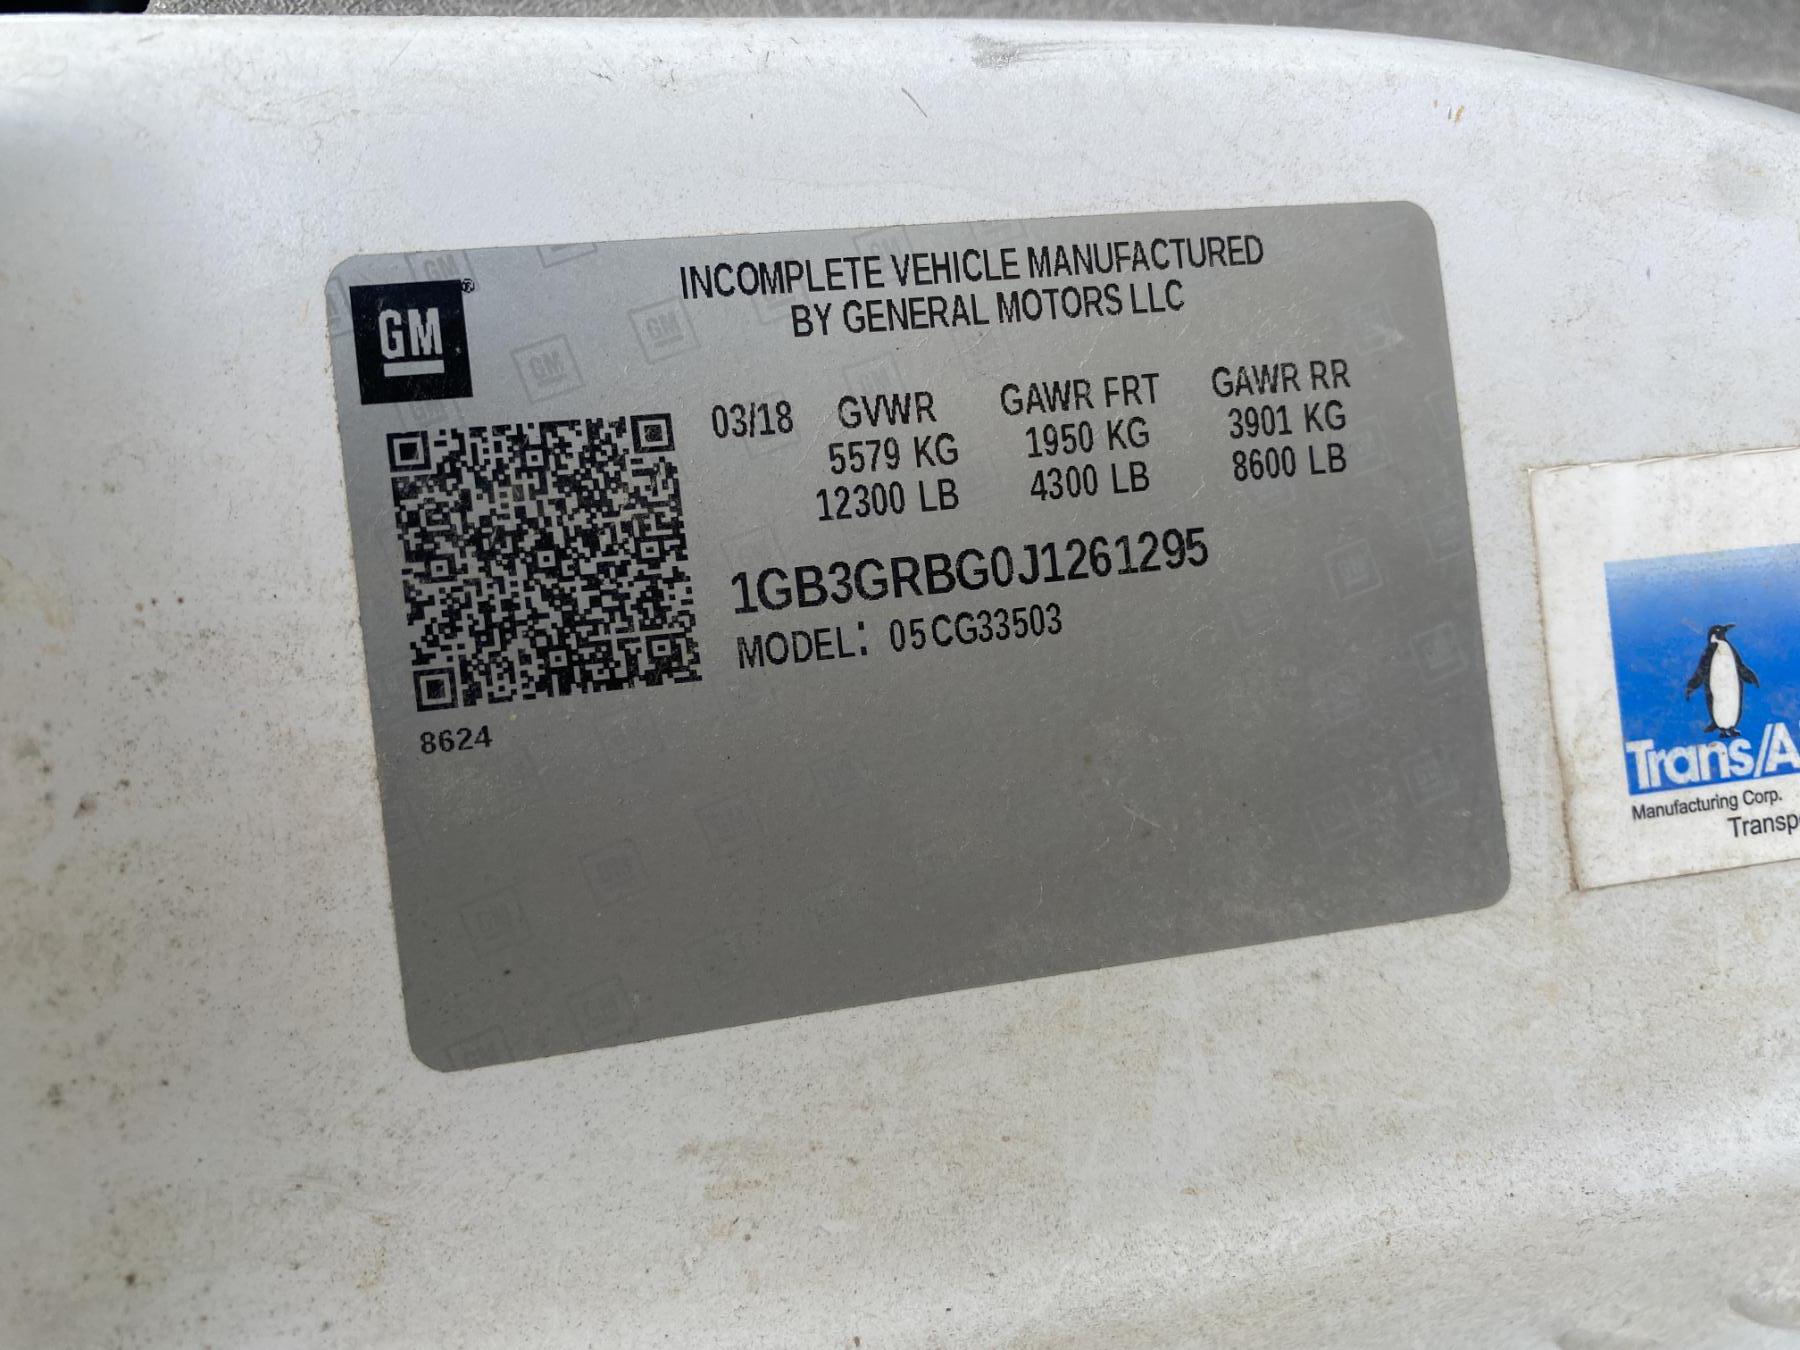 GM®
INCOMPLETE VEHICLE MANUFACTURED
BY GENERAL MOTORS LLC
03/18 GVWR GAWR FRT GAWR RR
5579 KG 1950 KG 3901 KG
12300 LB 4300 LB 8600 LB
1GB3GRBG0J1261295
MODEL: 05CG33503
8624
Trans/A
Manufacturing Corp.
Transp